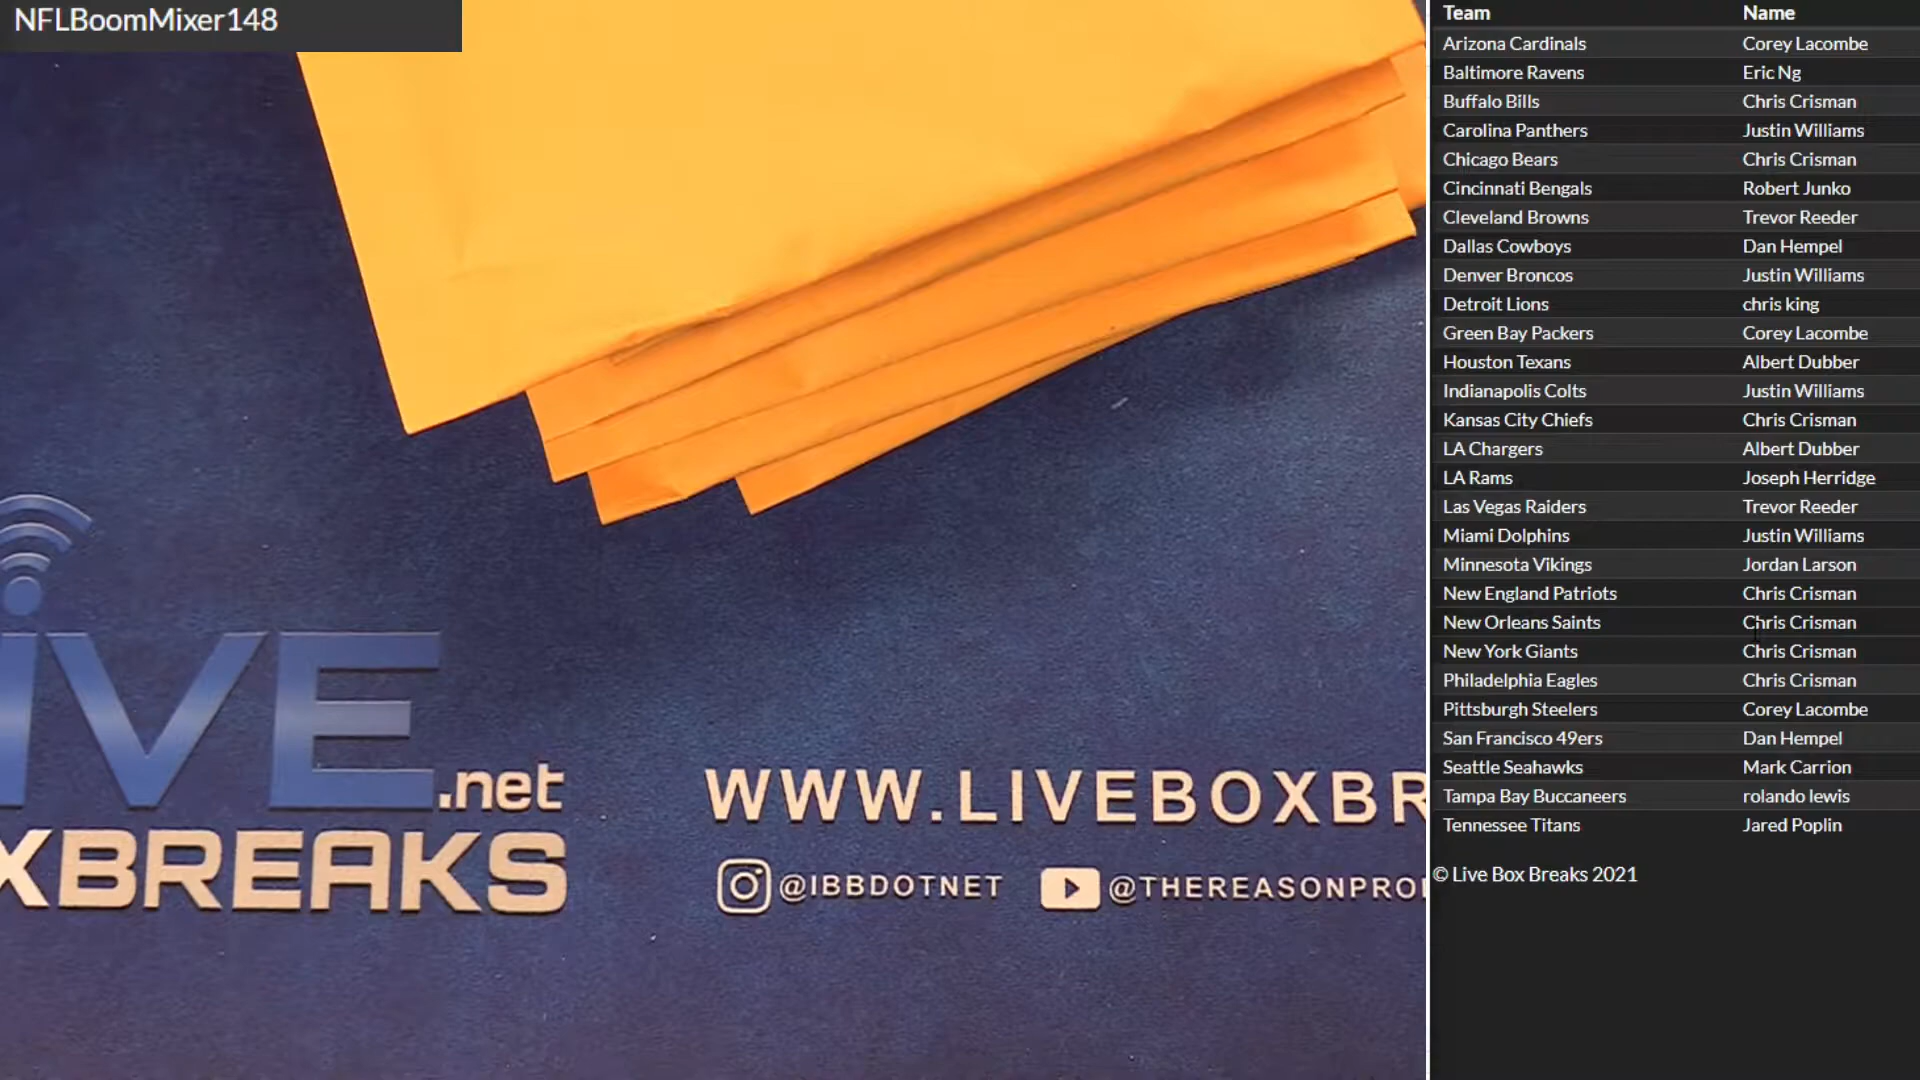 NFLBoomMixer148
Team Name
Arizona Cardinals Corey Lacombe
Baltimore Ravens Eric Ng
Buffalo Bills Chris Crisman
Carolina Panthers Justin Williams
Chicago Bears Chris Crisman
Cincinnati Bengals Robert Junko
Cleveland Browns Trevor Reeder
Dallas Cowboys Dan Hempel
Denver Broncos Justin Williams
Detroit Lions chris king
Green Bay Packers Corey Lacombe
Houston Texans Albert Dubber
Indianapolis Colts Justin Williams
Kansas City Chiefs Chris Crisman
LA Chargers Albert Dubber
LA Rams Joseph Herridge
Las Vegas Raiders Trevor Reeder
Miami Dolphins Justin Williams
Minnesota Vikings Jordan Larson
New England Patriots Chris Crisman
New Orleans Saints Chris Crisman
New York Giants Chris Crisman
Philadelphia Eagles Chris Crisman
Pittsburgh Steelers Corey Lacombe
San Francisco 49ers Dan Hempel
Seattle Seahawks Mark Carrion
Tampa Bay Buccaneers rolando lewis
Tennessee Titans Jared Poplin
© Live Box Breaks 2021
IVE
.net
XBREAKS
WWW.LIVEBOXBR
@IBBDOTNET @THEREASONPRO